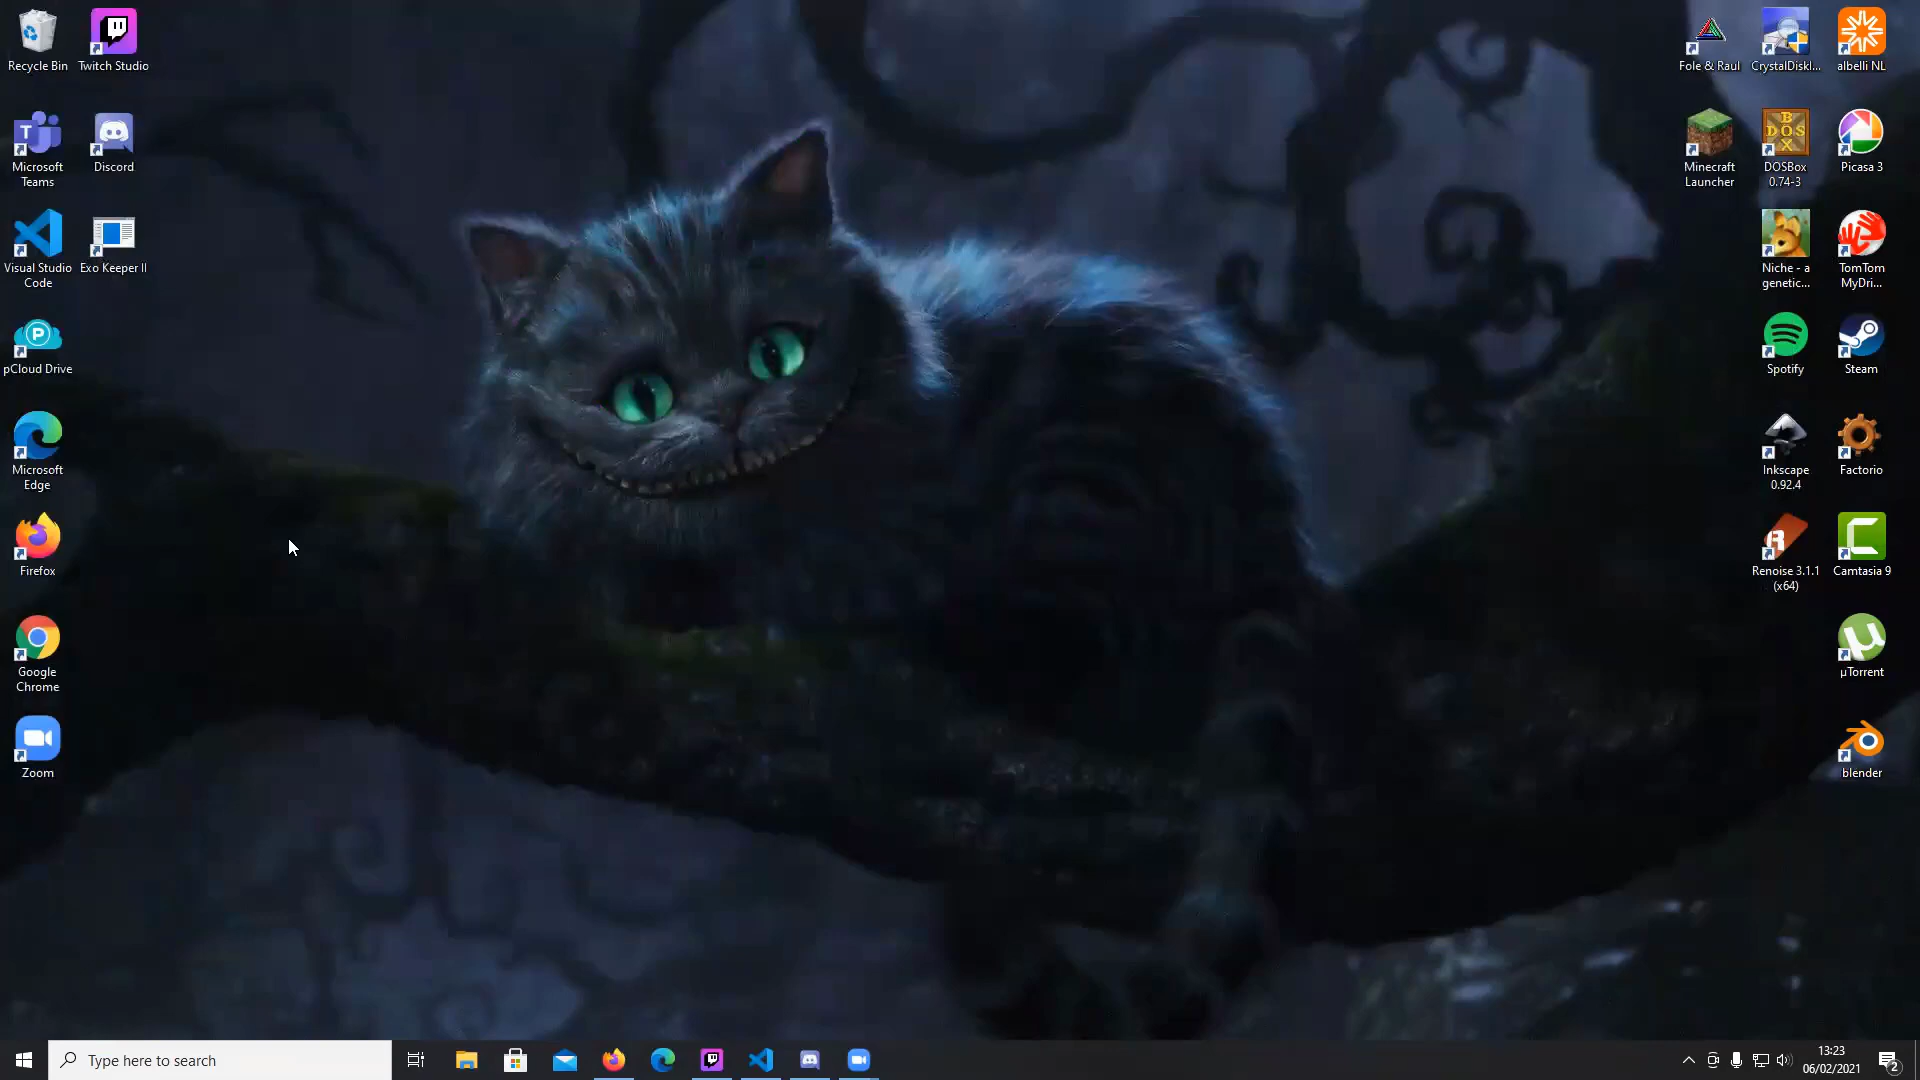 Recycle Bin
Twitch Studio
Microsoft
Teams
Discord
Visual Studio
Code
Exo Keeper II
pCloud Drive
Microsoft
Edge
Firefox
Google
Chrome
Zoom
Fole & Raul
CrystalDiskI...
albelli NL
Minecraft
Launcher
DOSBox
0.74-3
Picasa 3
Niche - a
genetic...
TomTom
MyDri...
Spotify
Steam
Inkscape
0.92.4
Factorio
Renoise 3.1.1
(x64)
Camtasia 9
µTorrent
blender
Type here to search
13:23
06/02/2021
2